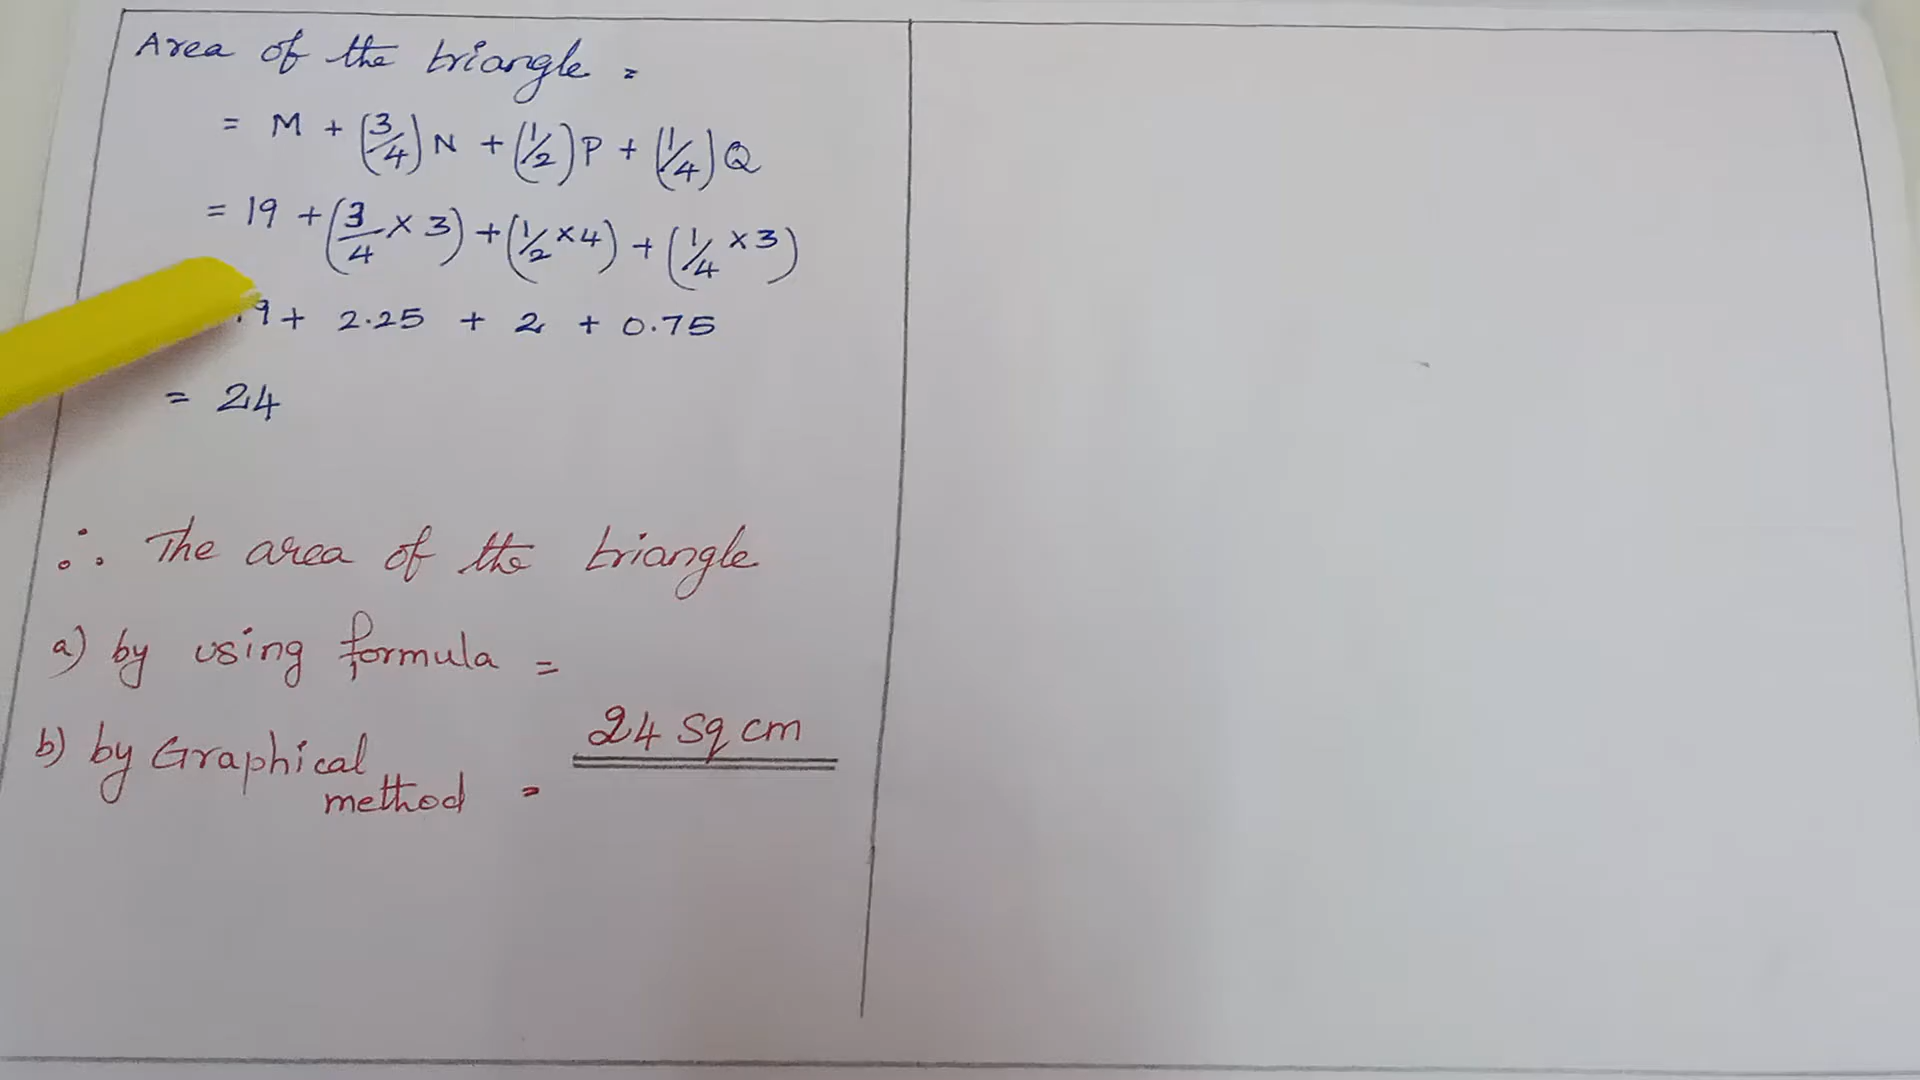 Area of the triangle =
= M + (3/4) N + (1/2) P + (1/4) Q
= 19 + (3/4 × 3) + (1/2 × 4) + (1/4 × 3)
9 + 2.25 + 2 + 0.75
= 24
∴ The area of the triangle
a) by using formula =
24 Sq cm
b) by Graphical
method =